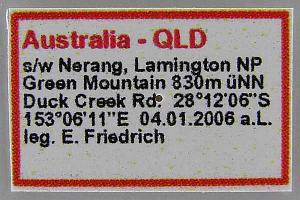 Australia - QLD
s/w Nerang, Lamington NP
Green Mountain 830m üNN
Duck Creek Rd. 28°12'06"S
153°06'11"E 04.01.2006 a.L.
leg. E. Friedrich